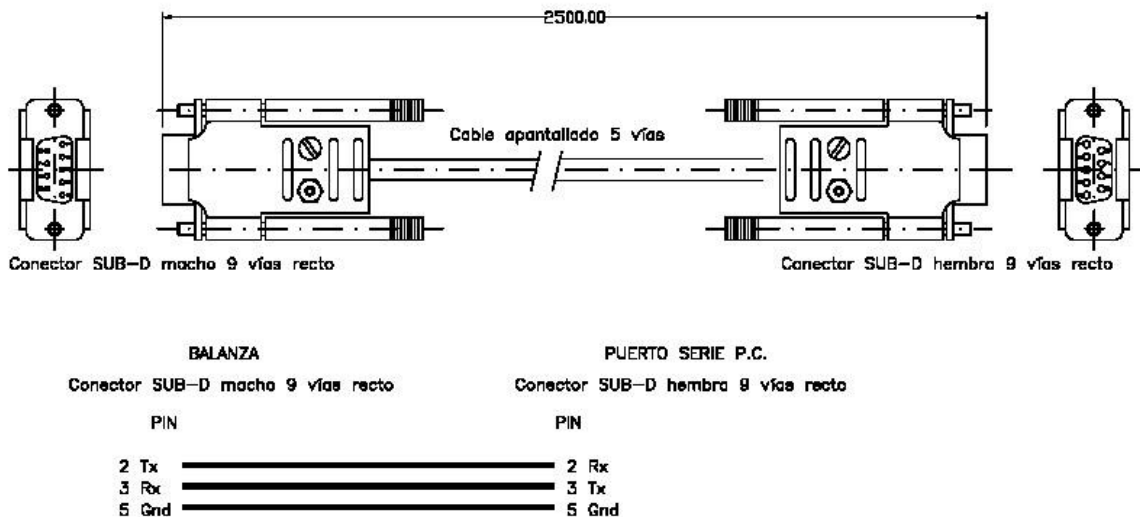 2500.00
Cable apantallado 5 vías
Conector SUB-D macho 9 vías recto
Conector SUB-D hembra 9 vías recto
BALANZA
PUERTO SERIE P.C.
Conector SUB-D macho 9 vías recto
Conector SUB-D hembra 9 vías recto
PIN
PIN
2 Tx
2 Rx
3 Rx
3 Tx
5 Gnd
5 Gnd